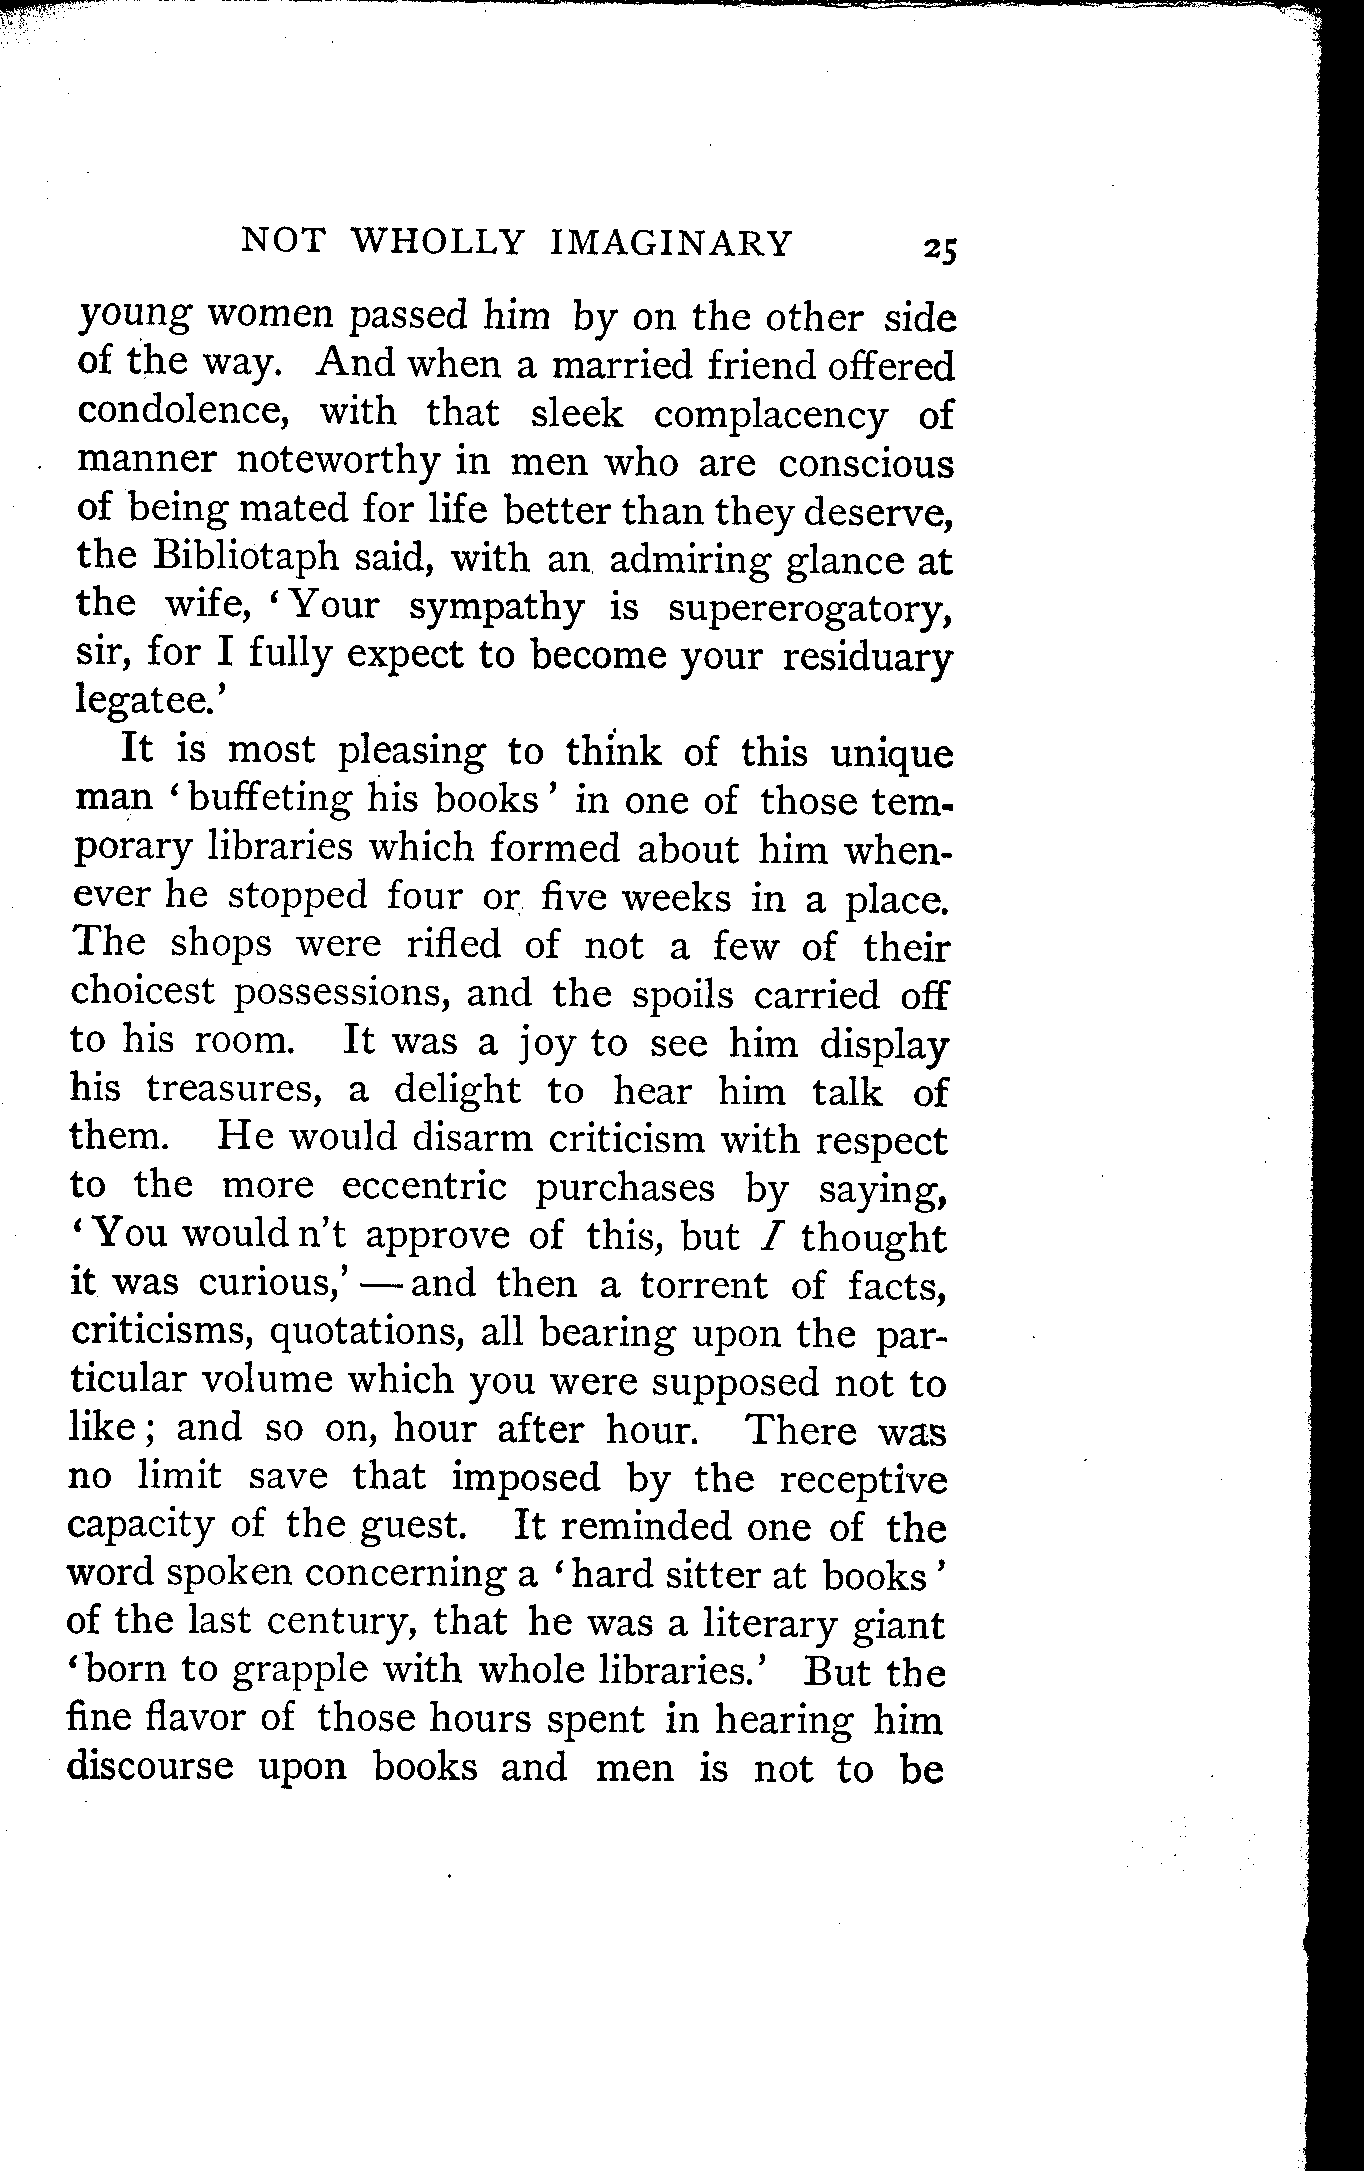 NOT WHOLLY IMAGINARY 25
young women passed him by on the other side
of the way. And when a married friend offered
condolence, with that sleek complacency of
manner noteworthy in men who are conscious
of being mated for life better than they deserve,
the Bibliotaph said, with an admiring glance at
the wife, ‘Your sympathy is supererogatory,
sir, for I fully expect to become your residuary
legatee.’
It is most pleasing to think of this unique
man ‘buffeting his books’ in one of those tem-
porary libraries which formed about him when-
ever he stopped four or five weeks in a place.
The shops were rifled of not a few of their
choicest possessions, and the spoils carried off
to his room. It was a joy to see him display
his treasures, a delight to hear him talk of
them. He would disarm criticism with respect
to the more eccentric purchases by saying,
‘You would n't approve of this, but I thought
it was curious,’ — and then a torrent of facts,
criticisms, quotations, all bearing upon the par-
ticular volume which you were supposed not to
like; and so on, hour after hour. There was
no limit save that imposed by the receptive
capacity of the guest. It reminded one of the
word spoken concerning a ‘hard sitter at books’
of the last century, that he was a literary giant
‘born to grapple with whole libraries.’ But the
fine flavor of those hours spent in hearing him
discourse upon books and men is not to be